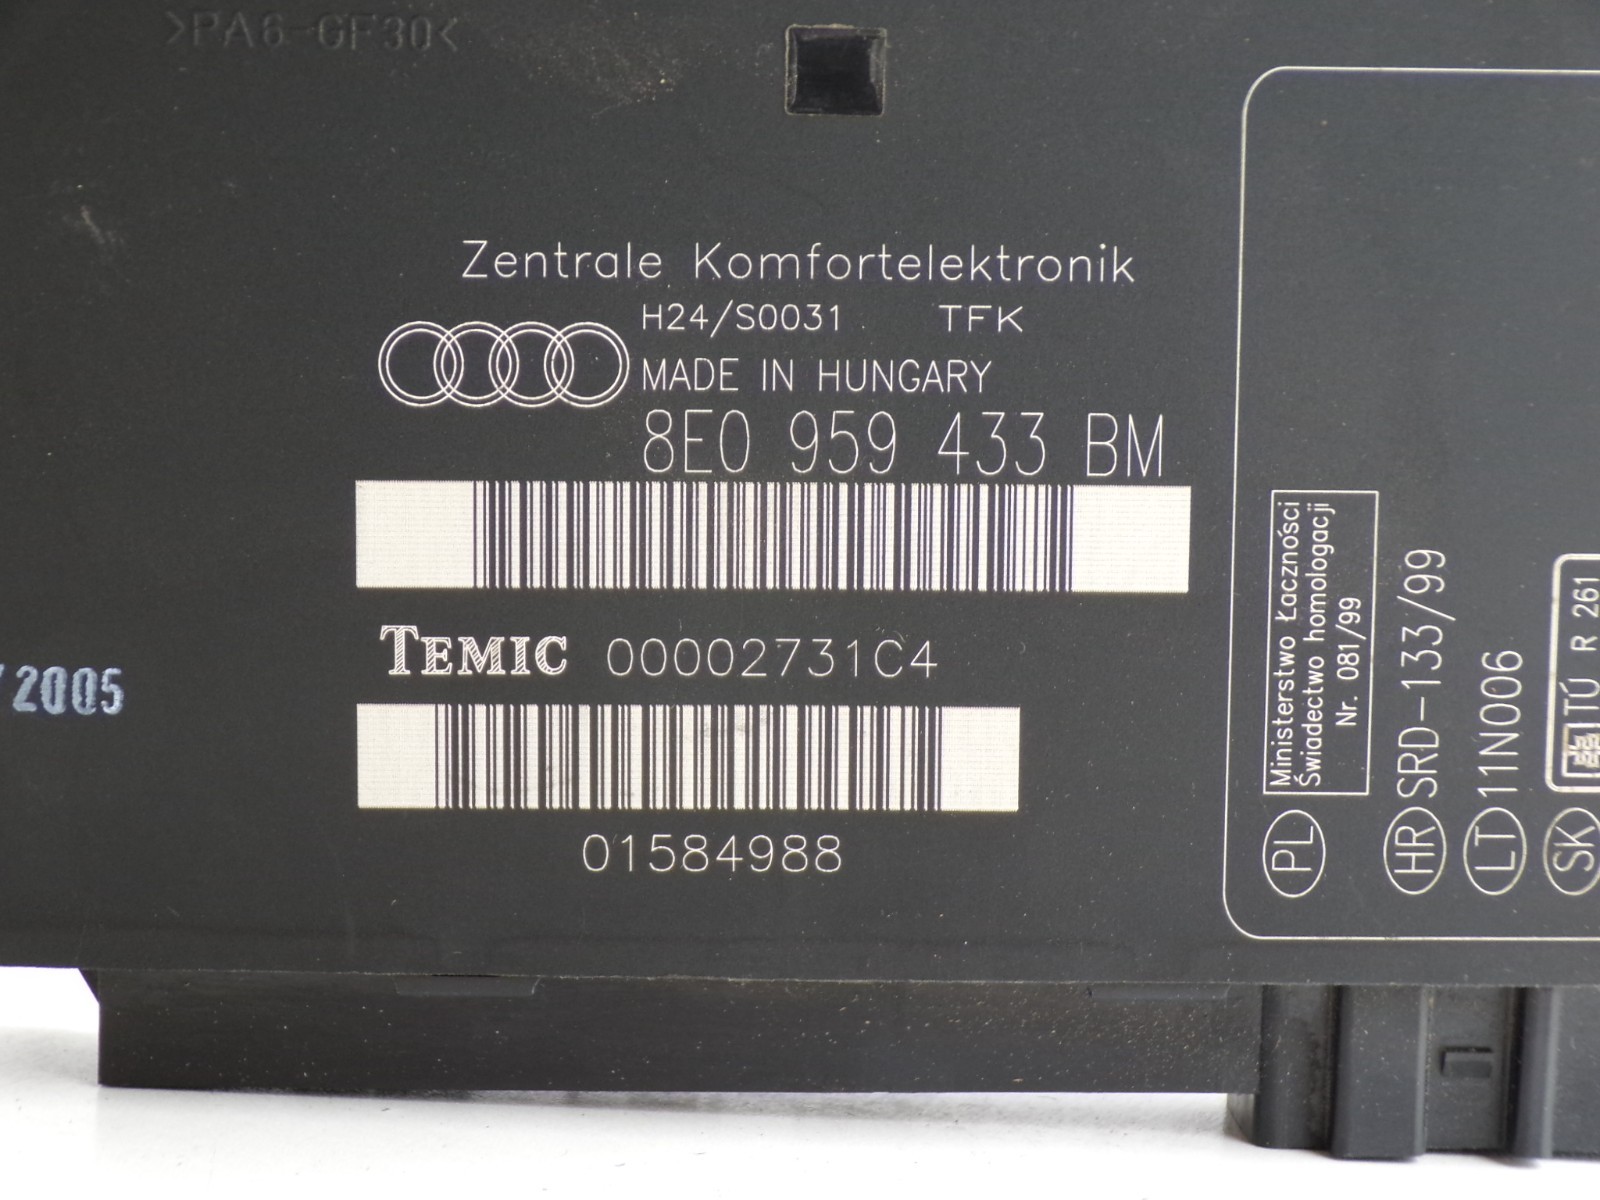 >PA6-GF30<
Zentrale Komfortelektronik
H24/S0031 TFK
MADE IN HUNGARY
8E0 959 433 BM
TEMIC 00002731C4
/2005
01584988
PL
Ministerstwo Łączności
Świadectwo homologacji
Nr. 081/99
HR SRD-133/99
LT 11N006
SK TÚ R 261